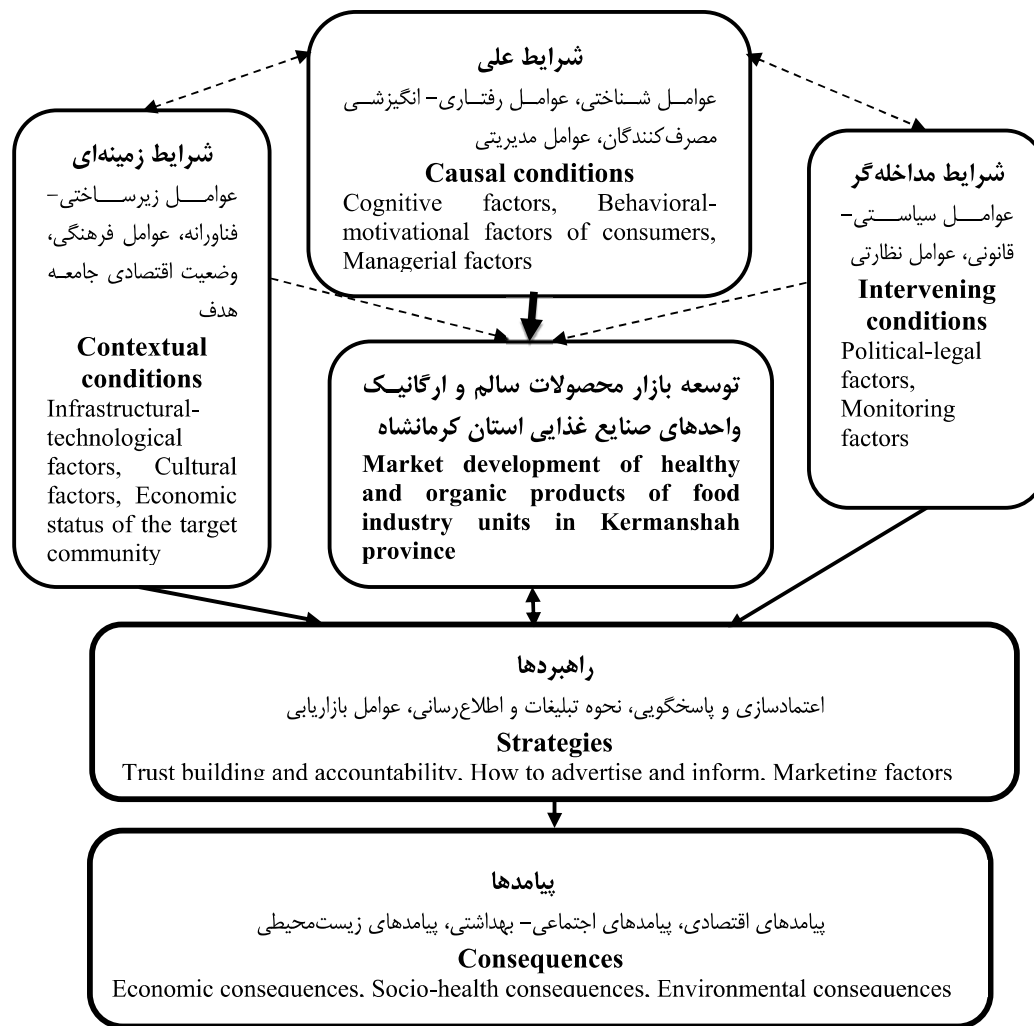 شرایط علی
عوامل شناختی، عوامل رفتاری- انگیزشی
مصرف‌کنندگان، عوامل مدیریتی
Causal conditions
Cognitive factors, Behavioral-
motivational factors of consumers,
Managerial factors
شرایط زمینه‌ای
عوامل زیرساختی-
فناورانه، عوامل فرهنگی،
وضعیت اقتصادی جامعه
هدف
Contextual
conditions
Infrastructural-
technological
factors, Cultural
factors, Economic
status of the target
community
شرایط مداخله‌گر
عوامل سیاستی-
قانونی، عوامل نظارتی
Intervening
conditions
Political-legal
factors,
Monitoring
factors
توسعه بازار محصولات سالم و ارگانیک
واحدهای صنایع غذایی استان کرمانشاه
Market development of healthy
and organic products of food
industry units in Kermanshah
province
راهبردها
اعتمادسازی و پاسخگویی، نحوه تبلیغات و اطلاع‌رسانی، عوامل بازاریابی
Strategies
Trust building and accountability, How to advertise and inform, Marketing factors
پیامدها
پیامدهای اقتصادی، پیامدهای اجتماعی- بهداشتی، پیامدهای زیست‌محیطی
Consequences
Economic consequences, Socio-health consequences, Environmental consequences